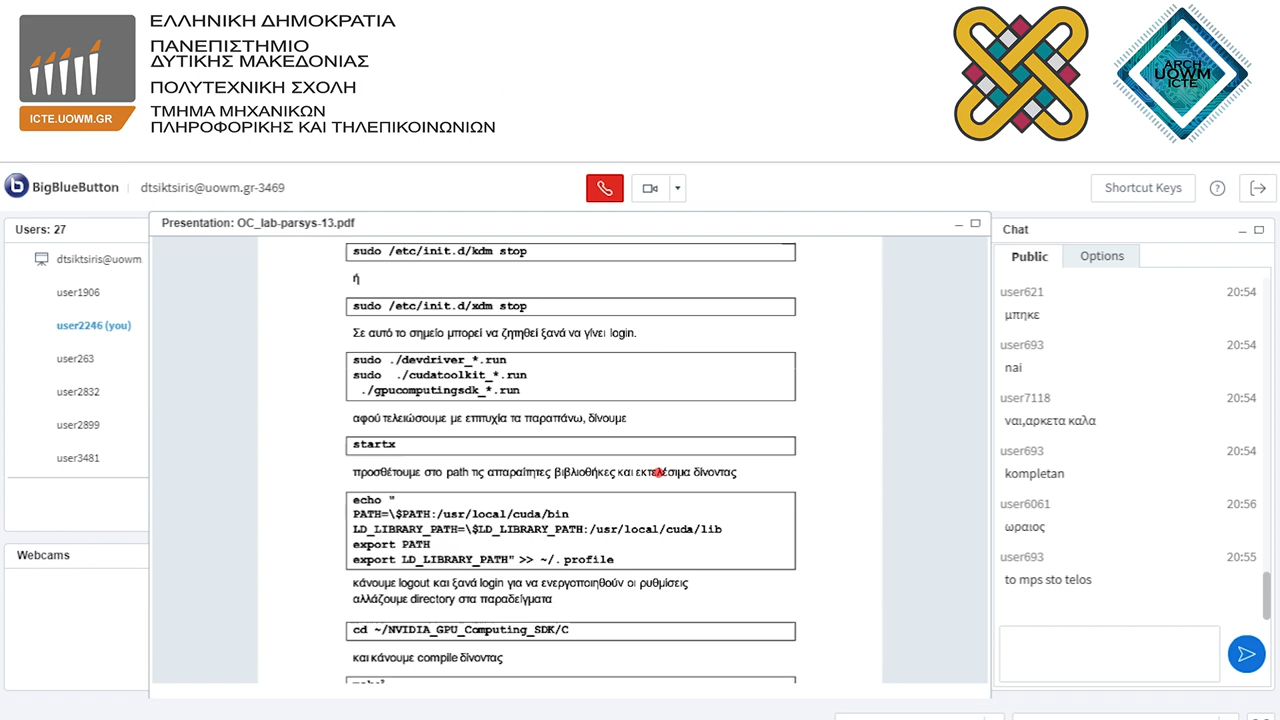 ΕΛΛΗΝΙΚΗ ΔΗΜΟΚΡΑΤΙΑ
ΠΑΝΕΠΙΣΤΗΜΙΟ
ΔΥΤΙΚΗΣ ΜΑΚΕΔΟΝΙΑΣ
ΠΟΛΥΤΕΧΝΙΚΗ ΣΧΟΛΗ
ΤΜΗΜΑ ΜΗΧΑΝΙΚΩΝ
ΠΛΗΡΟΦΟΡΙΚΗΣ ΚΑΙ ΤΗΛΕΠΙΚΟΙΝΩΝΙΩΝ
ICTE.UOWM.GR
ARCH
UOWM
ICTE
BigBlueButton
dtsiktsiris@uowm.gr-3469
Shortcut Keys
Users: 27
dtsiktsiris@uowm
user1906
user2246 (you)
user263
user2832
user2899
user3481
Webcams
Presentation: OC_lab-parsys-13.pdf
sudo /etc/init.d/kdm stop
ή
sudo /etc/init.d/xdm stop
Σε αυτό το σημείο μπορεί να ζητηθεί ξανά να γίνει login.
sudo ./devdriver_*.run
sudo ./cudatoolkit_*.run
./gpucomputingsdk_*.run
αφού τελειώσουμε με επιτυχία τα παραπάνω, δίνουμε
startx
προσθέτουμε στο path τις απαραίτητες βιβλιοθήκες και εκτελέσιμα δίνοντας
echo "
PATH=\$PATH:/usr/local/cuda/bin
LD_LIBRARY_PATH=\$LD_LIBRARY_PATH:/usr/local/cuda/lib
export PATH
export LD_LIBRARY_PATH" >> ~/.profile
κάνουμε logout και ξανά login για να ενεργοποιηθούν οι ρυθμίσεις
αλλάζουμε directory στα παραδείγματα
cd ~/NVIDIA_GPU_Computing_SDK/C
και κάνουμε compile δίνοντας
Chat
Public
Options
user621 20:54
μπηκε
user693 20:54
nai
user7118 20:54
ναι,αρκετα καλα
user693 20:54
kompletan
user6061 20:56
ωραιος
user693 20:55
to mps sto telos